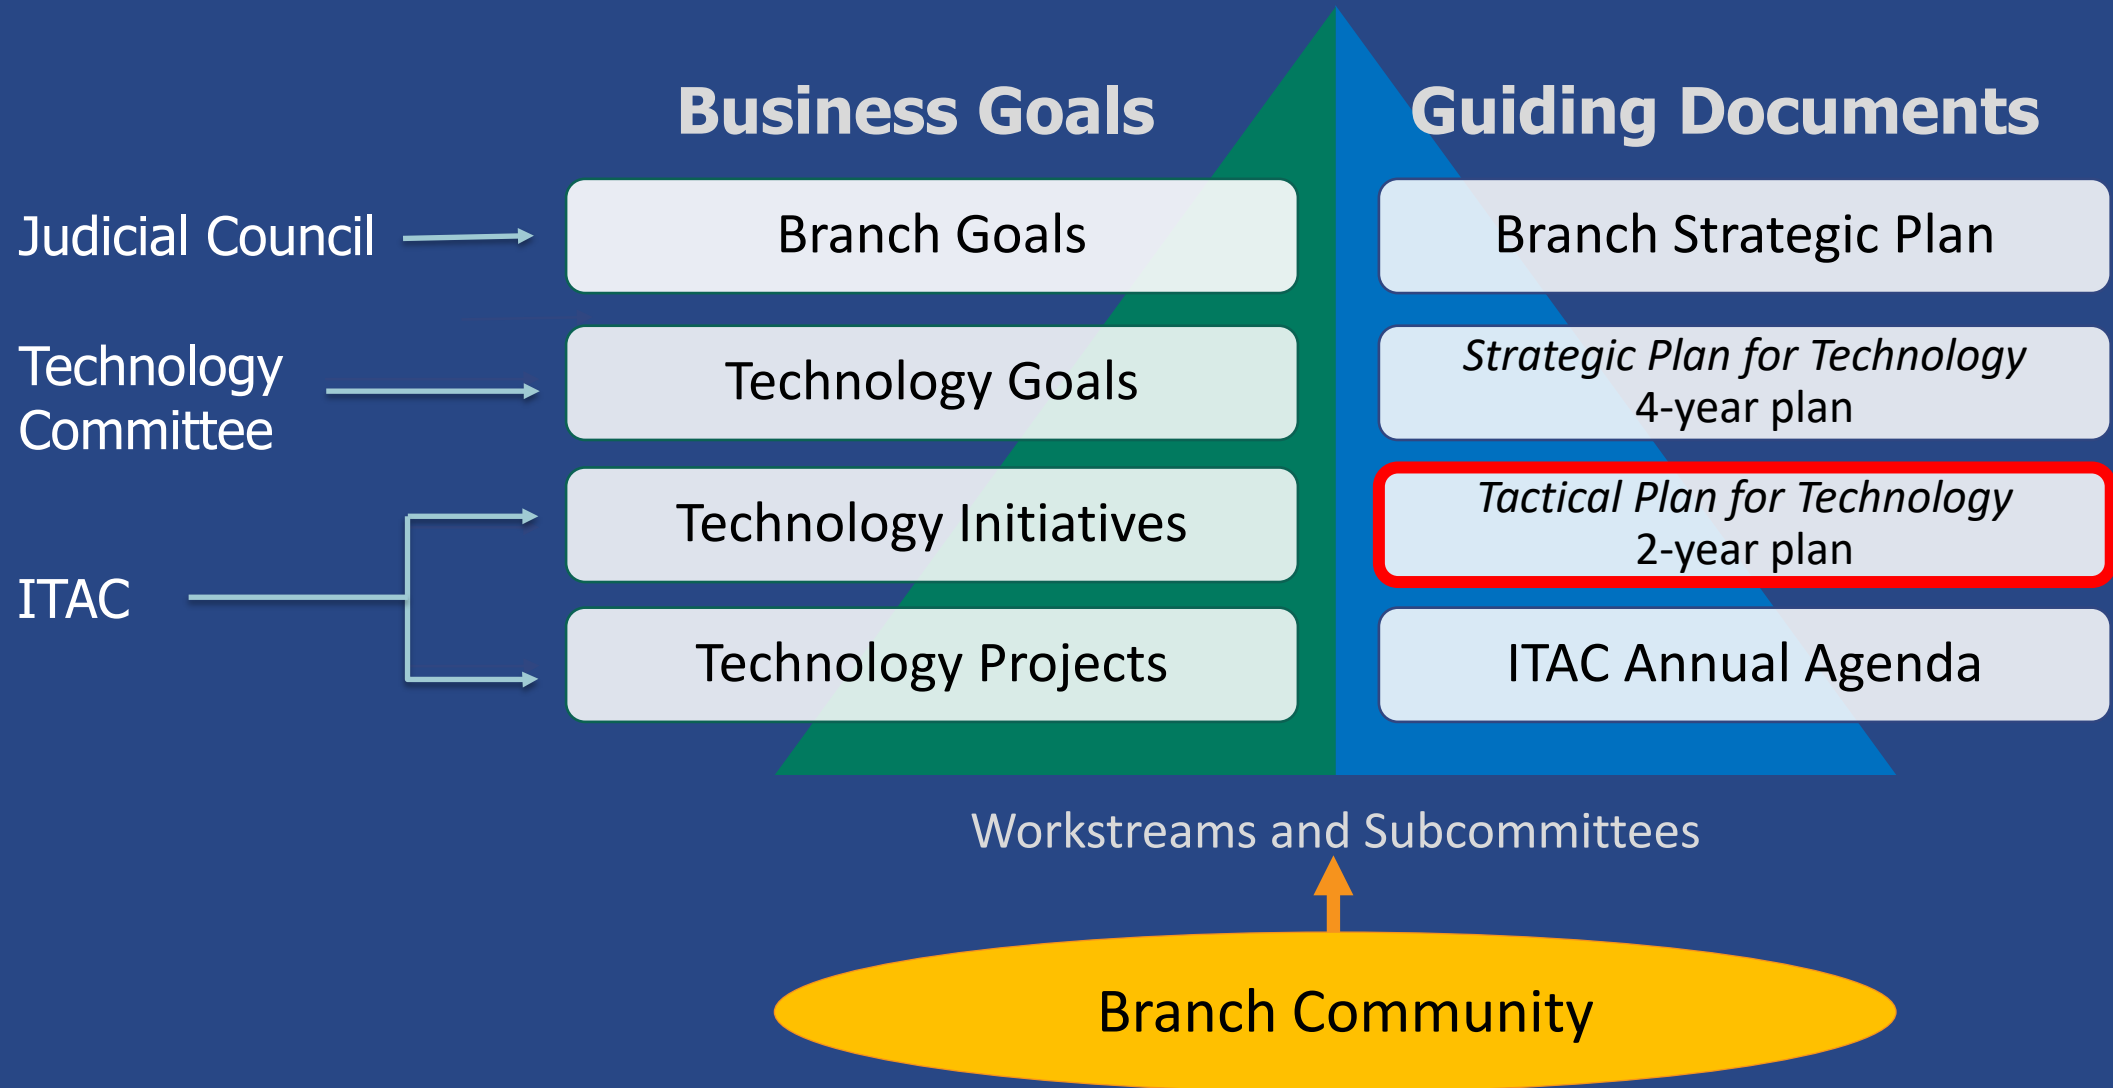 Business Goals
Guiding Documents
Judicial Council
Branch Goals
Branch Strategic Plan
Technology
Committee
Technology Goals
Strategic Plan for Technology
4-year plan
ITAC
Technology Initiatives
Tactical Plan for Technology
2-year plan
Technology Projects
ITAC Annual Agenda
Workstreams and Subcommittees
Branch Community